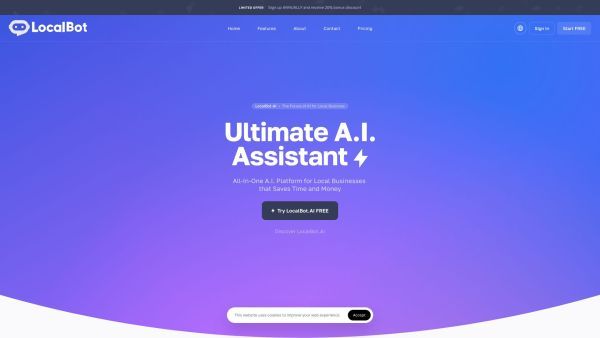 LIMITED OFFER Sign up ANNUALLY and receive 20% bonus discount
LocalBot
Home Features About Contact Pricing
Sign In Start FREE
LocalBot AI - The Future of AI for Local Business
Ultimate A.I.
Assistant
All-In-One A.I. Platform for Local Businesses
that Saves Time and Money
Try LocalBot.AI FREE
Discover LocalBot.AI
This website uses cookies to improve your web experience. Accept